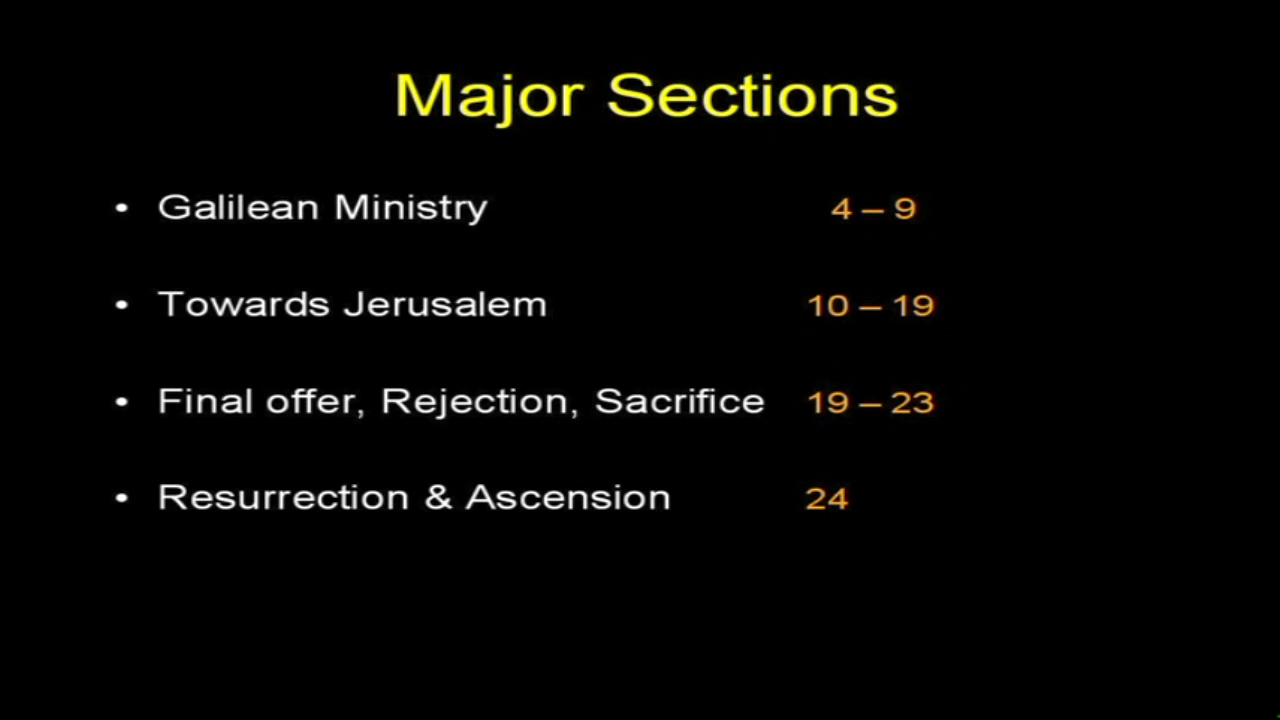 Major Sections
• Galilean Ministry 4 – 9
• Towards Jerusalem 10 – 19
• Final offer, Rejection, Sacrifice 19 – 23
• Resurrection & Ascension 24